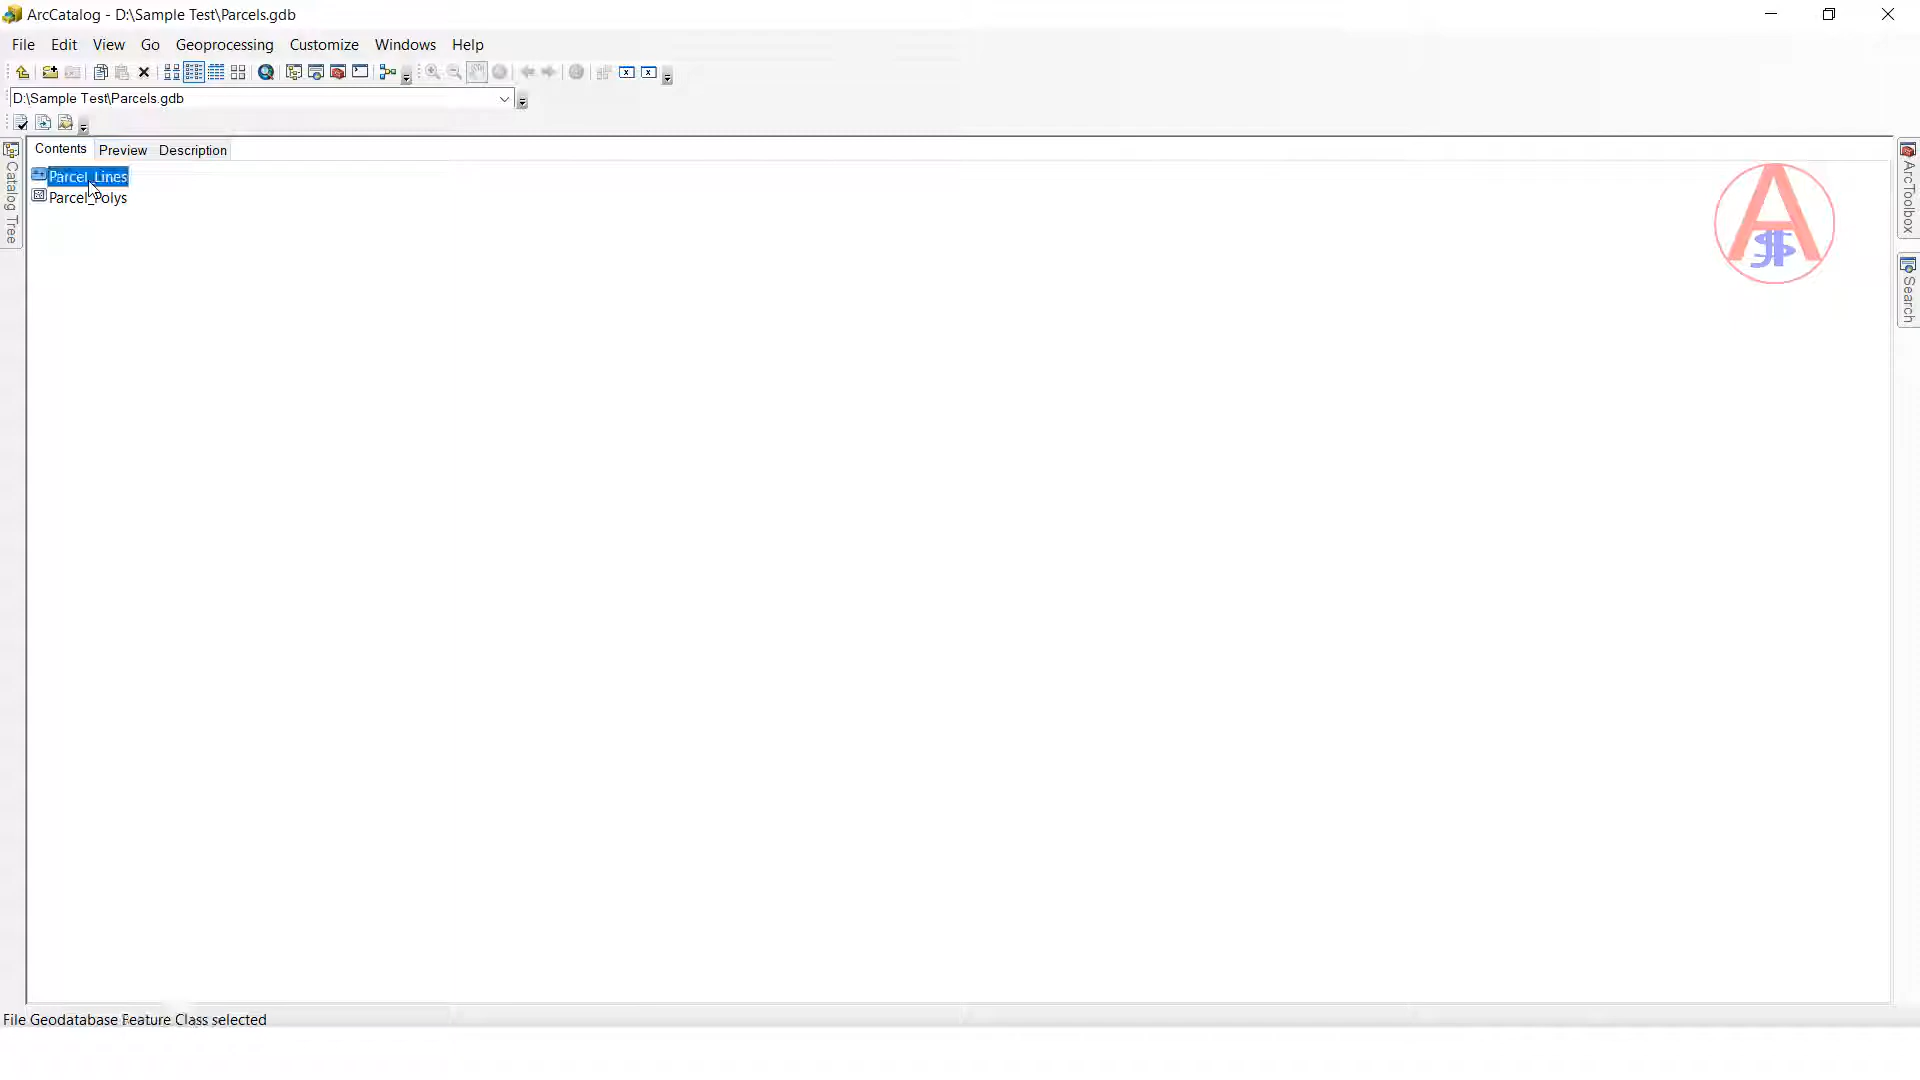 ArcCatalog - D:\Sample Test\Parcels.gdb
File Edit View Go Geoprocessing Customize Windows Help
D:\Sample Test\Parcels.gdb
Contents Preview Description
Parcel_Lines
Parcel_Polys
Catalog Tree
ArcToolbox
Search
File Geodatabase Feature Class selected